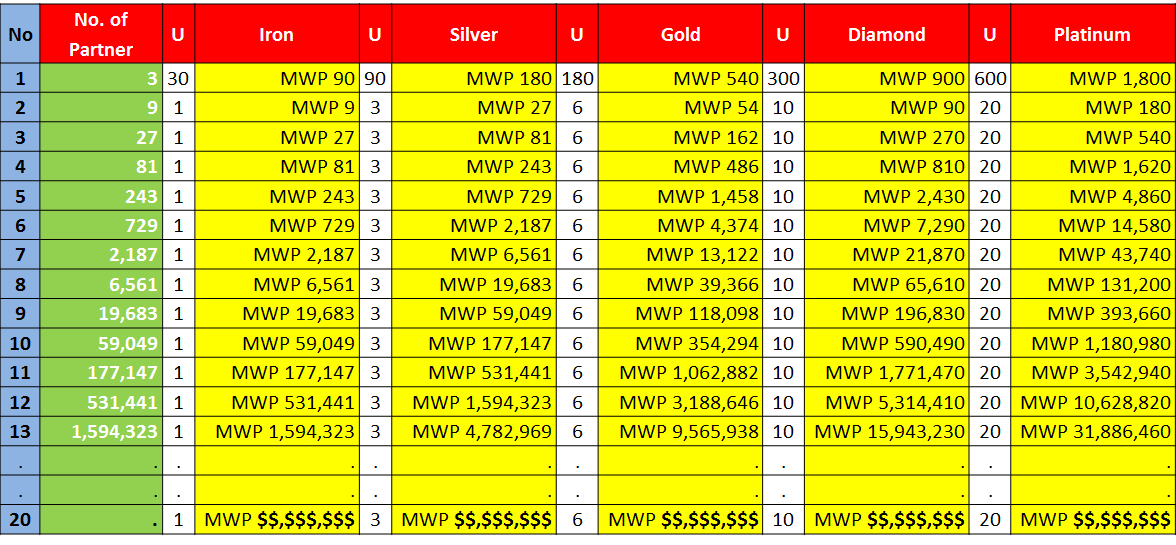 No No. of Partner U Iron U Silver U Gold U Diamond U Platinum
1 3 30 MWP 90 90 MWP 180 180 MWP 540 300 MWP 900 600 MWP 1,800
2 9 1 MWP 9 3 MWP 27 6 MWP 54 10 MWP 90 20 MWP 180
3 27 1 MWP 27 3 MWP 81 6 MWP 162 10 MWP 270 20 MWP 540
4 81 1 MWP 81 3 MWP 243 6 MWP 486 10 MWP 810 20 MWP 1,620
5 243 1 MWP 243 3 MWP 729 6 MWP 1,458 10 MWP 2,430 20 MWP 4,860
6 729 1 MWP 729 3 MWP 2,187 6 MWP 4,374 10 MWP 7,290 20 MWP 14,580
7 2,187 1 MWP 2,187 3 MWP 6,561 6 MWP 13,122 10 MWP 21,870 20 MWP 43,740
8 6,561 1 MWP 6,561 3 MWP 19,683 6 MWP 39,366 10 MWP 65,610 20 MWP 131,200
9 19,683 1 MWP 19,683 3 MWP 59,049 6 MWP 118,098 10 MWP 196,830 20 MWP 393,660
10 59,049 1 MWP 59,049 3 MWP 177,147 6 MWP 354,294 10 MWP 590,490 20 MWP 1,180,980
11 177,147 1 MWP 177,147 3 MWP 531,441 6 MWP 1,062,882 10 MWP 1,771,470 20 MWP 3,542,940
12 531,441 1 MWP 531,441 3 MWP 1,594,323 6 MWP 3,188,646 10 MWP 5,314,410 20 MWP 10,628,820
13 1,594,323 1 MWP 1,594,323 3 MWP 4,782,969 6 MWP 9,565,938 10 MWP 15,943,230 20 MWP 31,886,460
. . . . . . . . . . . .
. . . . . . . . . . . .
20 . 1 MWP $$,$$$,$$$ 3 MWP $$,$$$,$$$ 6 MWP $$,$$$,$$$ 10 MWP $$,$$$,$$$ 20 MWP $$,$$$,$$$